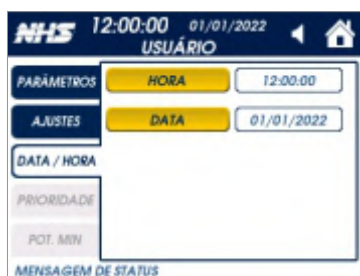 NHS 12:00:00 01/01/2022
USUÁRIO
PARÂMETROS HORA 12:00:00
AJUSTES DATA 01/01/2022
DATA / HORA
PRIORIDADE
POT. MIN
MENSAGEM DE STATUS